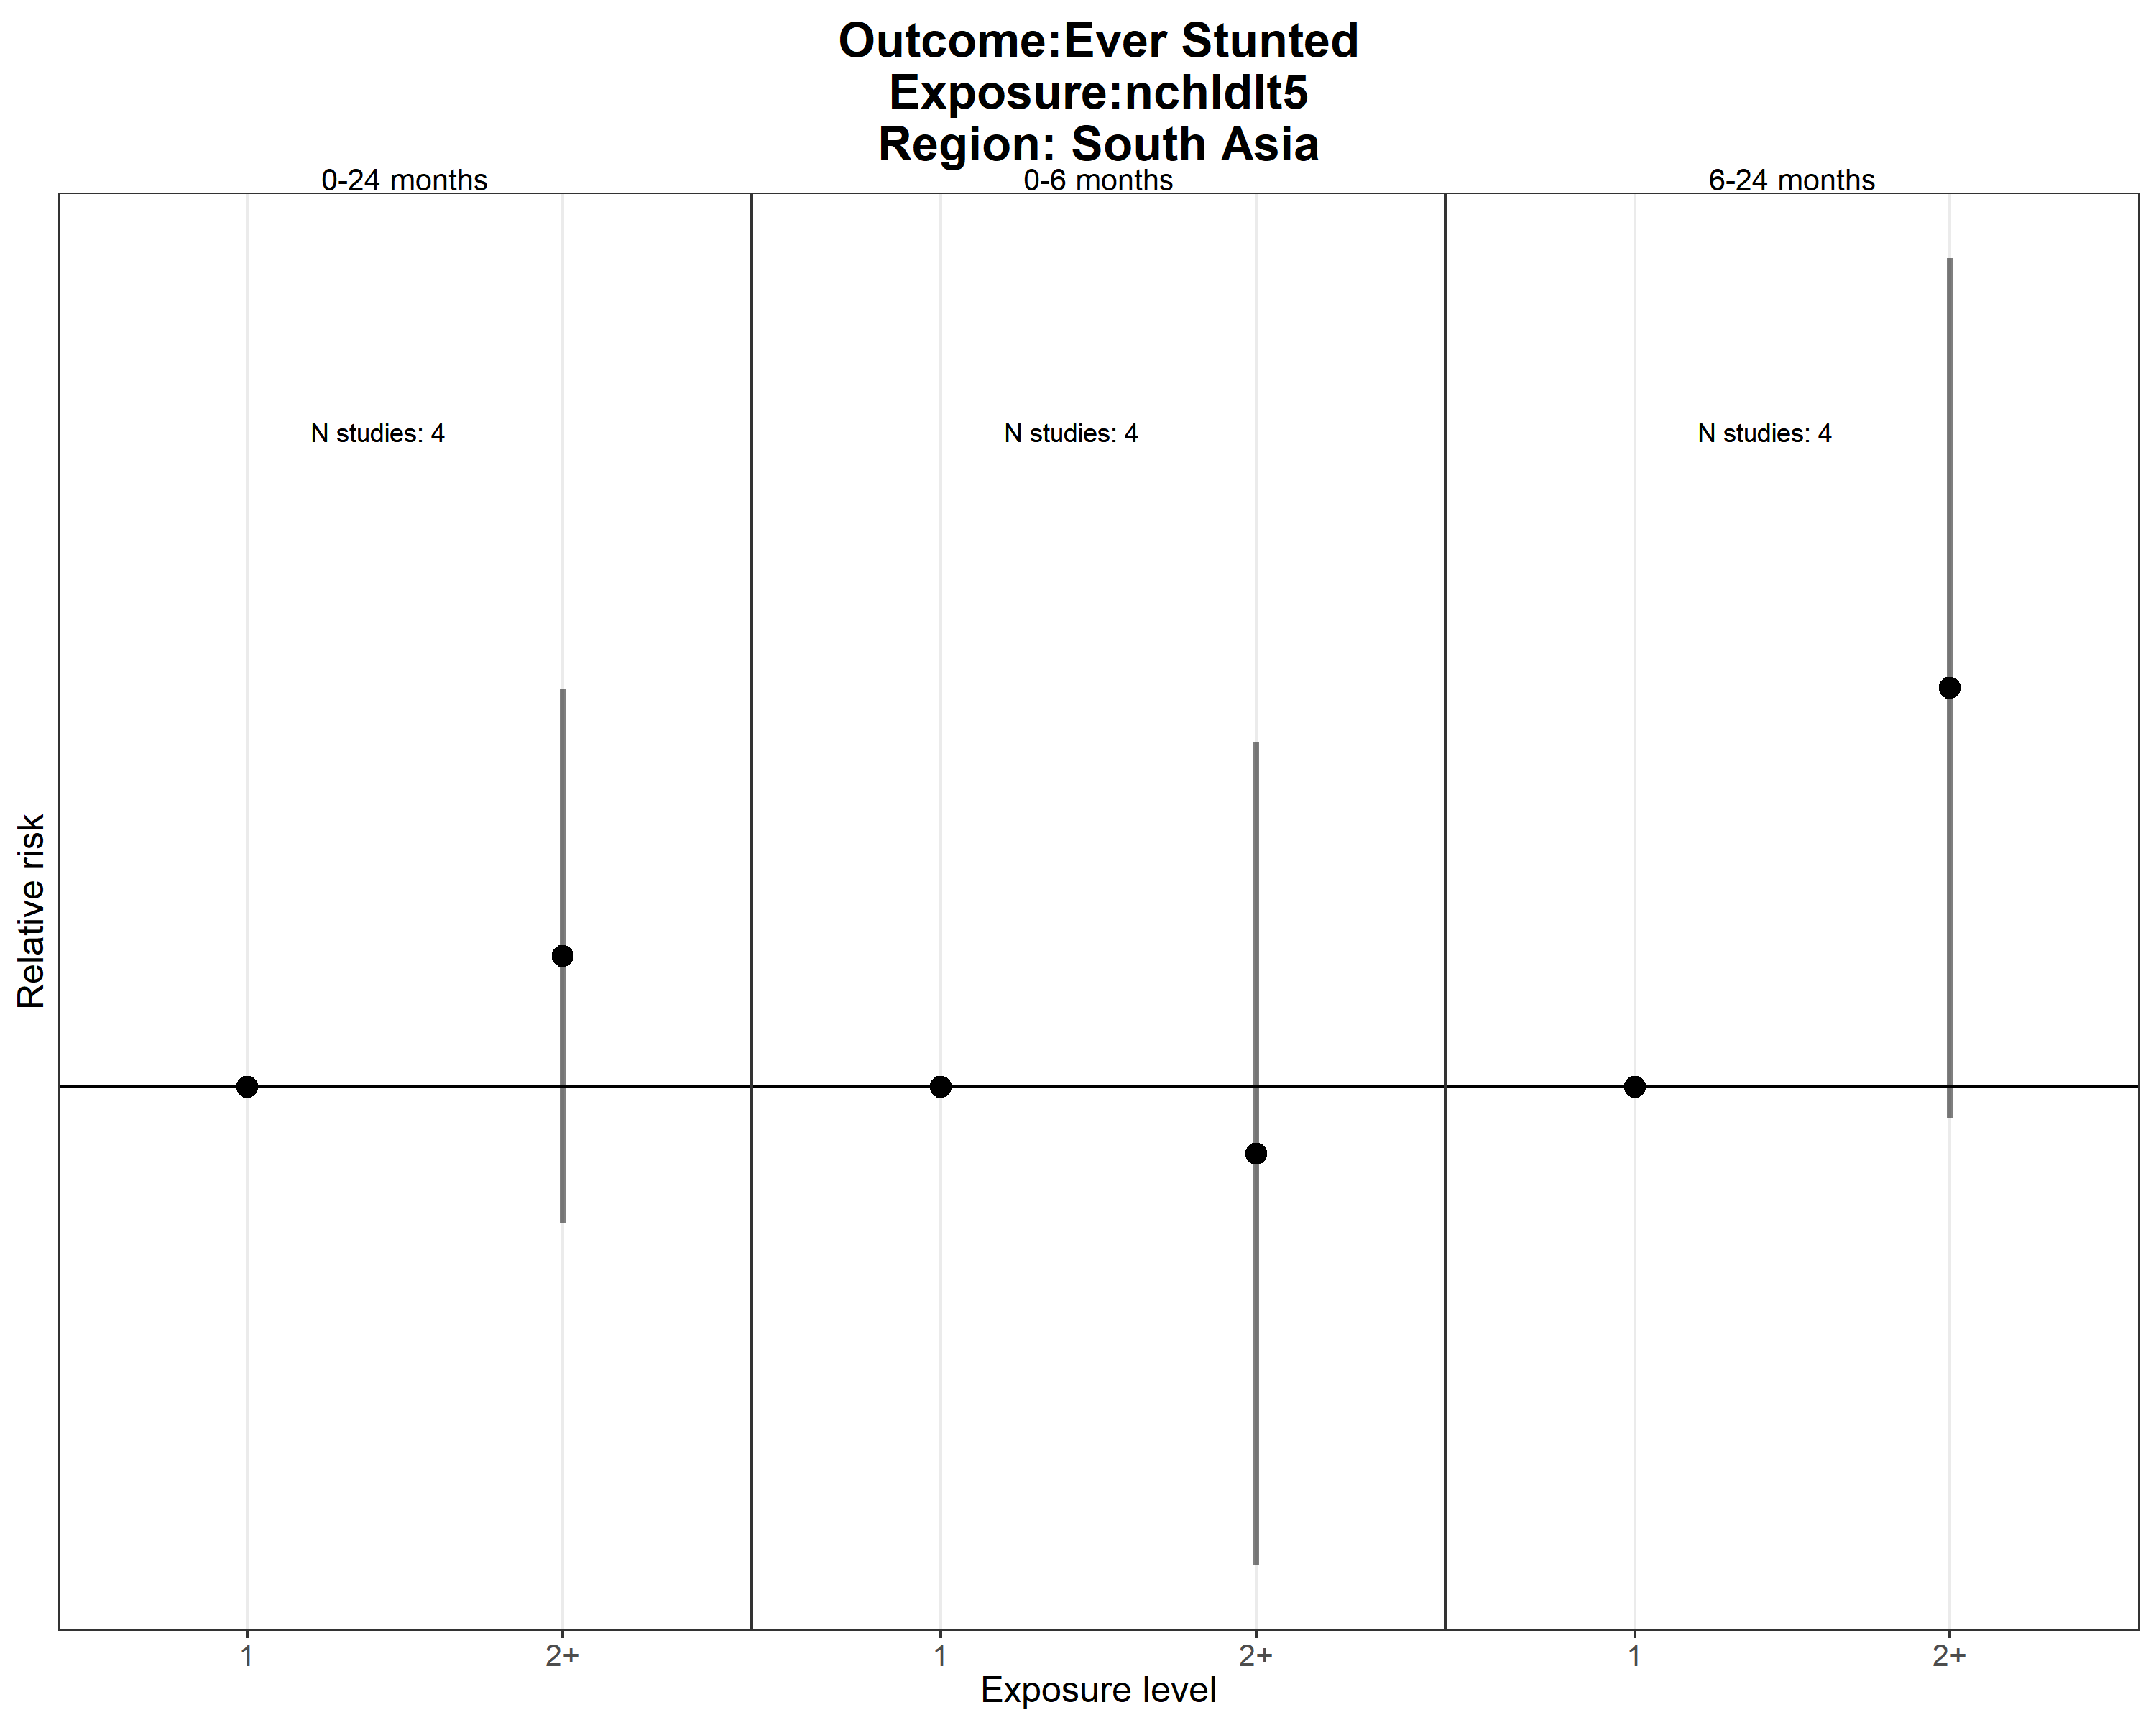 Outcome:Ever Stunted
Exposure:nchldlt5
Region: South Asia
0-24 months
0-6 months
6-24 months
N studies: 4
N studies: 4
N studies: 4
Relative risk
1
2+
1
2+
1
2+
Exposure level